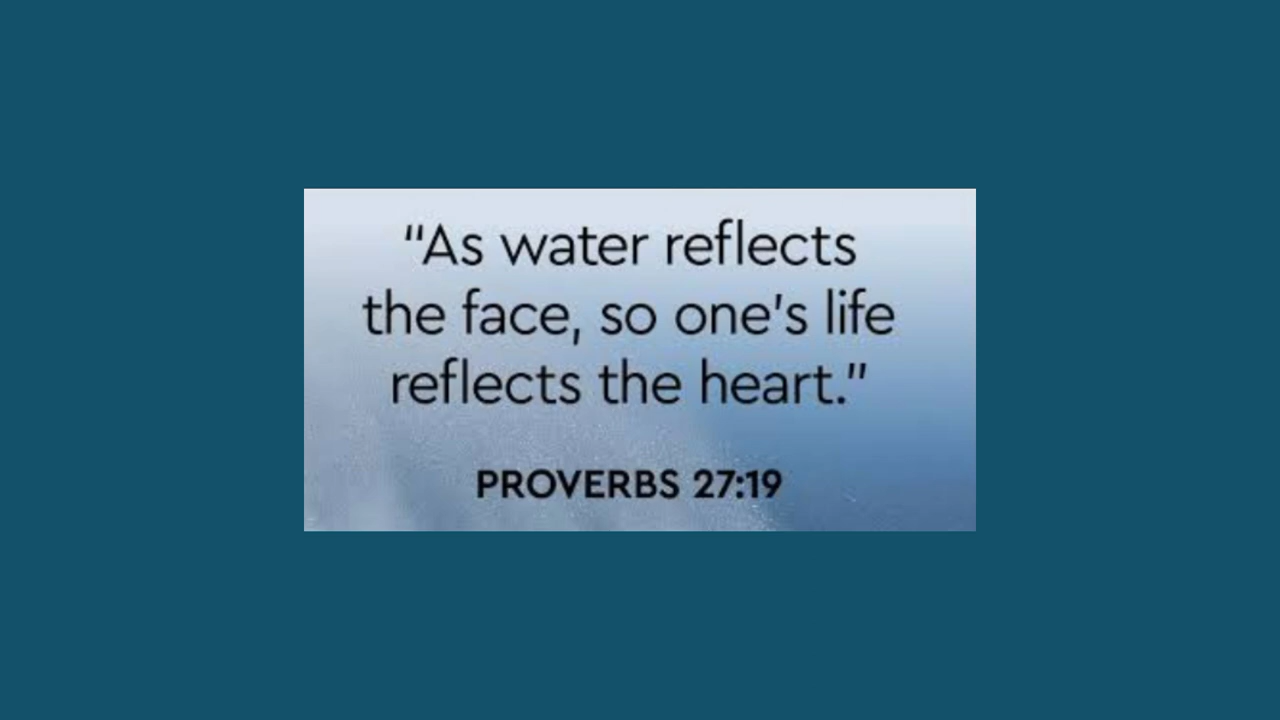 “As water reflects
the face, so one's life
reflects the heart.”
PROVERBS 27:19